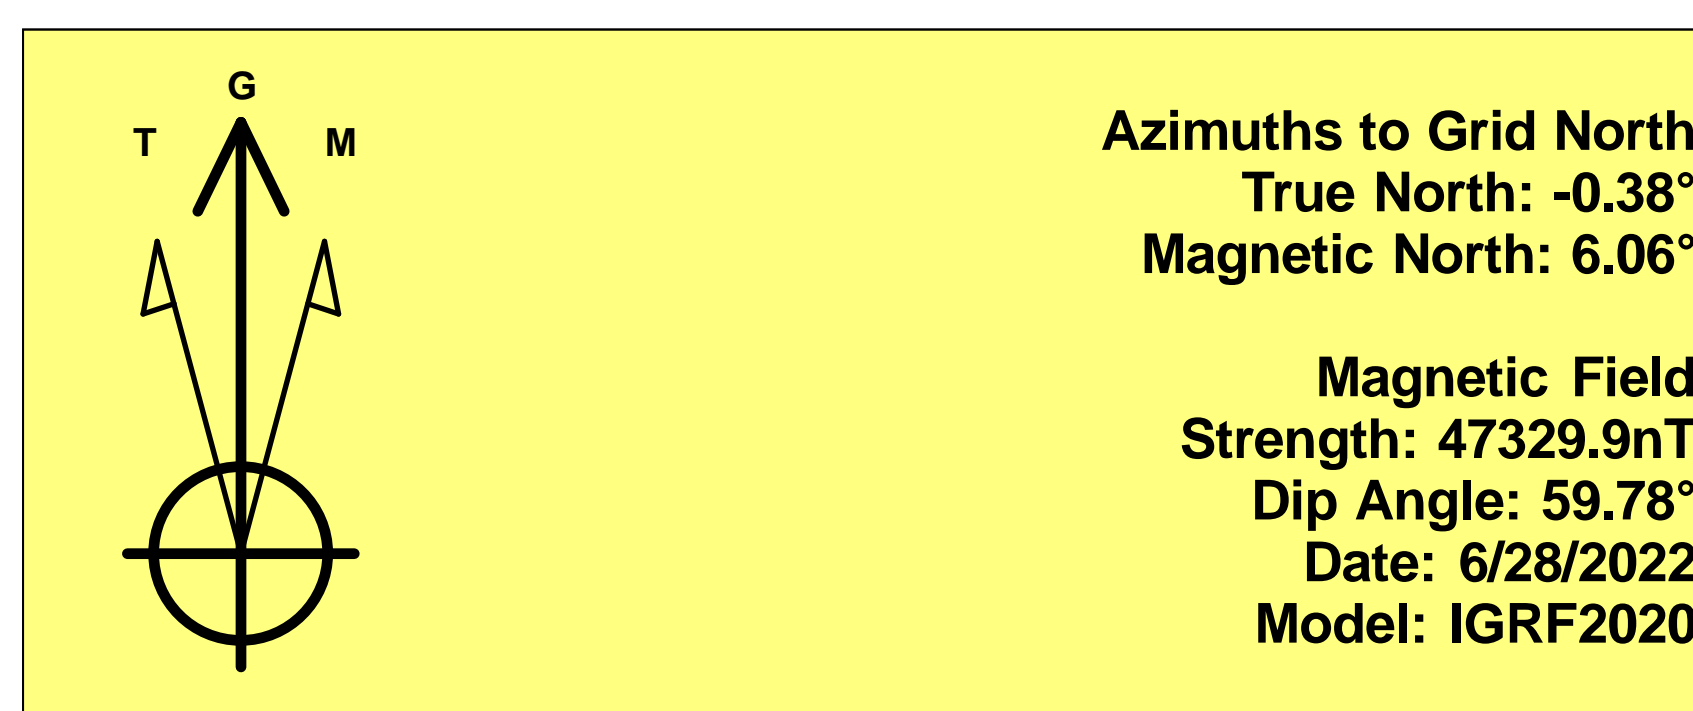 G
T M
Azimuths to Grid North
True North: -0.38°
Magnetic North: 6.06°
Magnetic Field
Strength: 47329.9nT
Dip Angle: 59.78°
Date: 6/28/2022
Model: IGRF2020